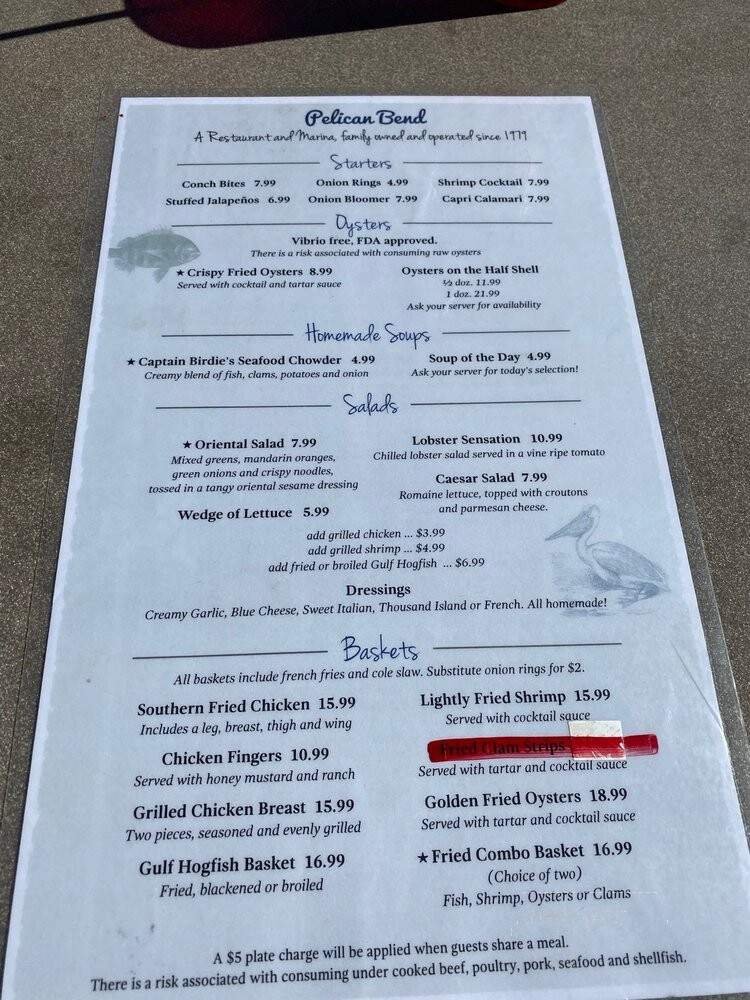 Pelican Bend
A Restaurant and Marina, family owned and operated since 1979
Starters
Conch Bites 7.99 Onion Rings 4.99 Shrimp Cocktail 7.99
Stuffed Jalapeños 6.99 Onion Bloomer 7.99 Capri Calamari 7.99
Oysters
Vibrio free, FDA approved.
There is a risk associated with consuming raw oysters
★ Crispy Fried Oysters 8.99
Served with cocktail and tartar sauce
Oysters on the Half Shell
½ doz. 11.99
1 doz. 21.99
Ask your server for availability
Homemade Soups
★ Captain Birdie's Seafood Chowder 4.99
Creamy blend of fish, clams, potatoes and onion
Soup of the Day 4.99
Ask your server for today's selection!
Salads
★ Oriental Salad 7.99
Mixed greens, mandarin oranges,
green onions and crispy noodles,
tossed in a tangy oriental sesame dressing
Wedge of Lettuce 5.99
Lobster Sensation 10.99
Chilled lobster salad served in a vine ripe tomato
Caesar Salad 7.99
Romaine lettuce, topped with croutons
and parmesan cheese.
add grilled chicken ... $3.99
add grilled shrimp ... $4.99
add fried or broiled Gulf Hogfish ... $6.99
Dressings
Creamy Garlic, Blue Cheese, Sweet Italian, Thousand Island or French. All homemade!
Baskets
All baskets include french fries and cole slaw. Substitute onion rings for $2.
Southern Fried Chicken 15.99
Includes a leg, breast, thigh and wing
Chicken Fingers 10.99
Served with honey mustard and ranch
Grilled Chicken Breast 15.99
Two pieces, seasoned and evenly grilled
Gulf Hogfish Basket 16.99
Fried, blackened or broiled
Lightly Fried Shrimp 15.99
Served with cocktail sauce
Fried Clam Strips
Served with tartar and cocktail sauce
Golden Fried Oysters 18.99
Served with tartar and cocktail sauce
★ Fried Combo Basket 16.99
(Choice of two)
Fish, Shrimp, Oysters or Clams
A $5 plate charge will be applied when guests share a meal.
There is a risk associated with consuming under cooked beef, poultry, pork, seafood and shellfish.